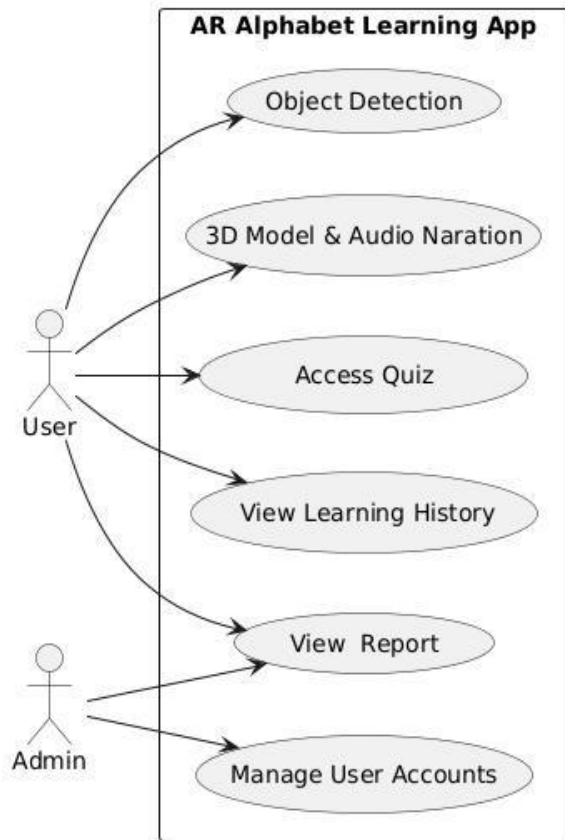 AR Alphabet Learning App
Object Detection
3D Model & Audio Naration
Access Quiz
User
View Learning History
View  Report
Admin
Manage User Accounts